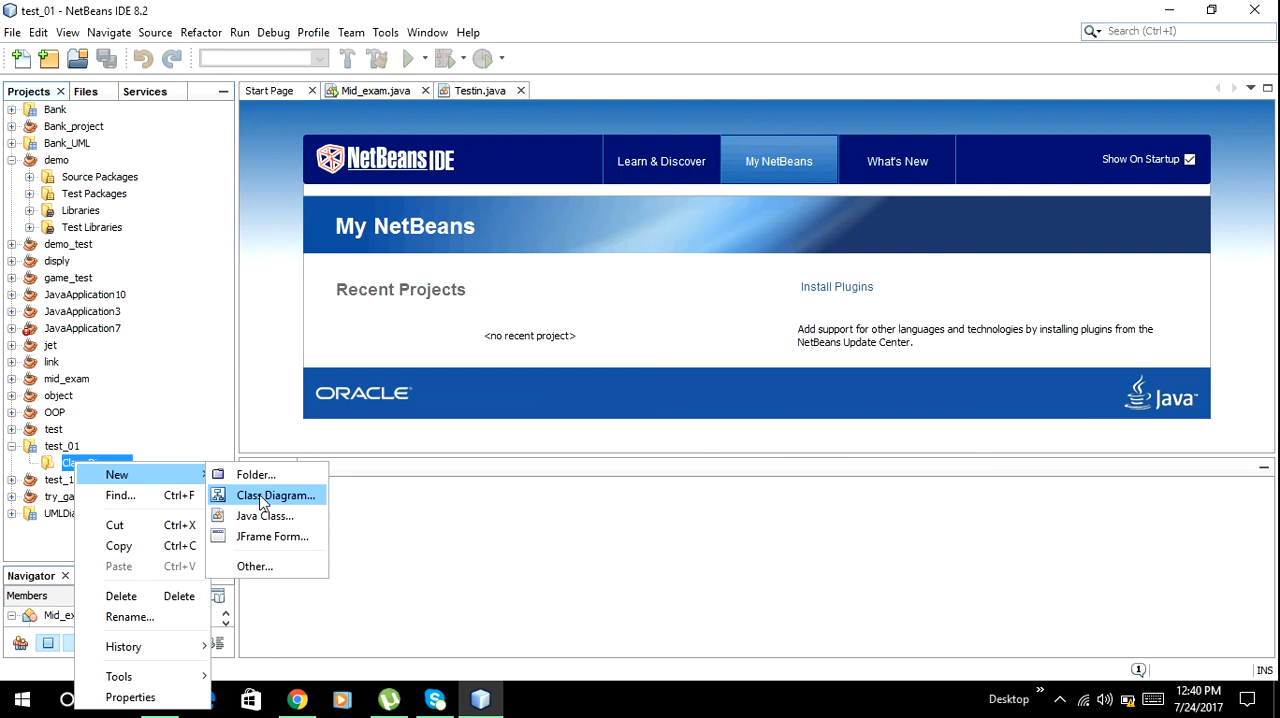 test_01 - NetBeans IDE 8.2
File Edit View Navigate Source Refactor Run Debug Profile Team Tools Window Help
Search (Ctrl+I)
Projects Files Services
Start Page Mid_exam.java Testin.java
Bank
Bank_project
Bank_UML
demo
Source Packages
Test Packages
Libraries
Test Libraries
demo_test
disply
game_test
JavaApplication10
JavaApplication3
JavaApplication7
jet
link
mid_exam
object
OOP
test
test_01
NetBeans IDE
Learn & Discover
My NetBeans
What's New
Show On Startup
My NetBeans
Recent Projects
<no recent project>
Install Plugins
Add support for other languages and technologies by installing plugins from the
NetBeans Update Center.
ORACLE
Java
New
Find... Ctrl+F
Cut Ctrl+X
Copy Ctrl+C
Paste Ctrl+V
Delete Delete
Rename...
History
Tools
Properties
Folder...
Class Diagram...
Java Class...
JFrame Form...
Other...
Navigator
Members
1
INS
Desktop
12:40 PM
7/24/2017